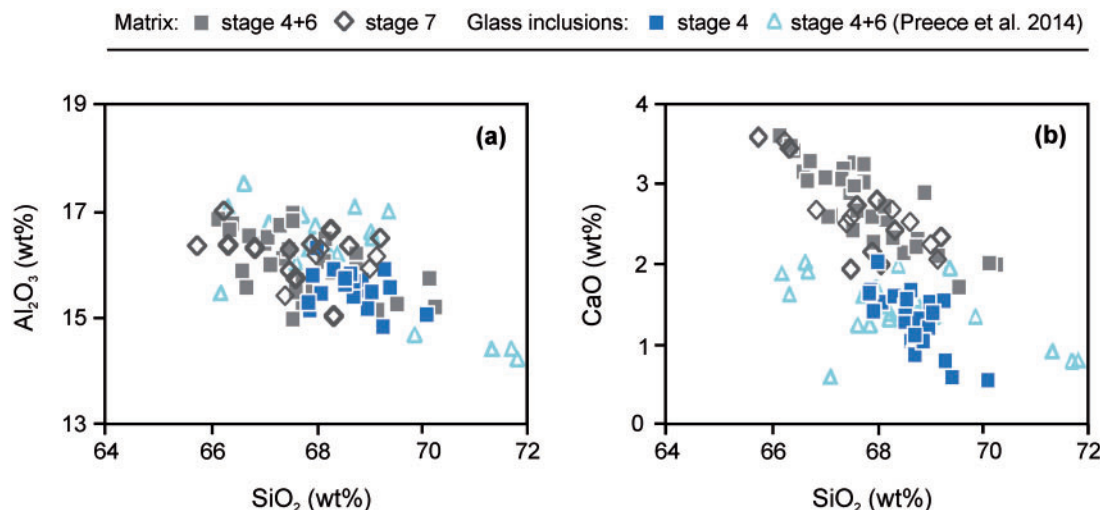 Matrix: stage 4+6 stage 7 Glass inclusions: stage 4 stage 4+6 (Preece et al. 2014)
(a)
Al₂O₃ (wt%)
19
17
15
13
64 66 68 70 72
SiO₂ (wt%)
(b)
CaO (wt%)
4
3
2
1
0
64 66 68 70 72
SiO₂ (wt%)